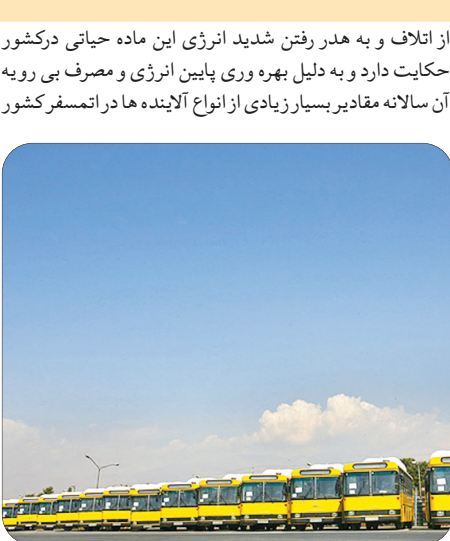 از اتلاف و به هدر رفتن شدید انرژی این ماده حیاتی درکشور
حکایت دارد و به دلیل بهره وری پایین انرژی و مصرف بی رویه
آن سالانه مقادیر بسیار زیادی از انواع آلاینده ها در اتمسفر کشور